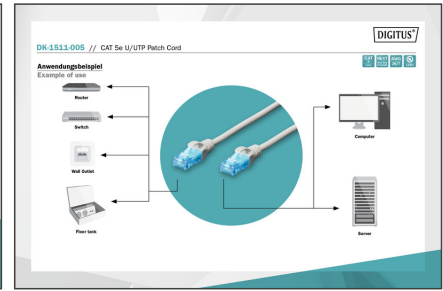 DIGITUS®
DK-1511-005 // CAT 5e U/UTP Patch Cord
Anwendungsbeispiel
Example of use
Router
Switch
Wall Outlet
Floor tank
Computer
Server